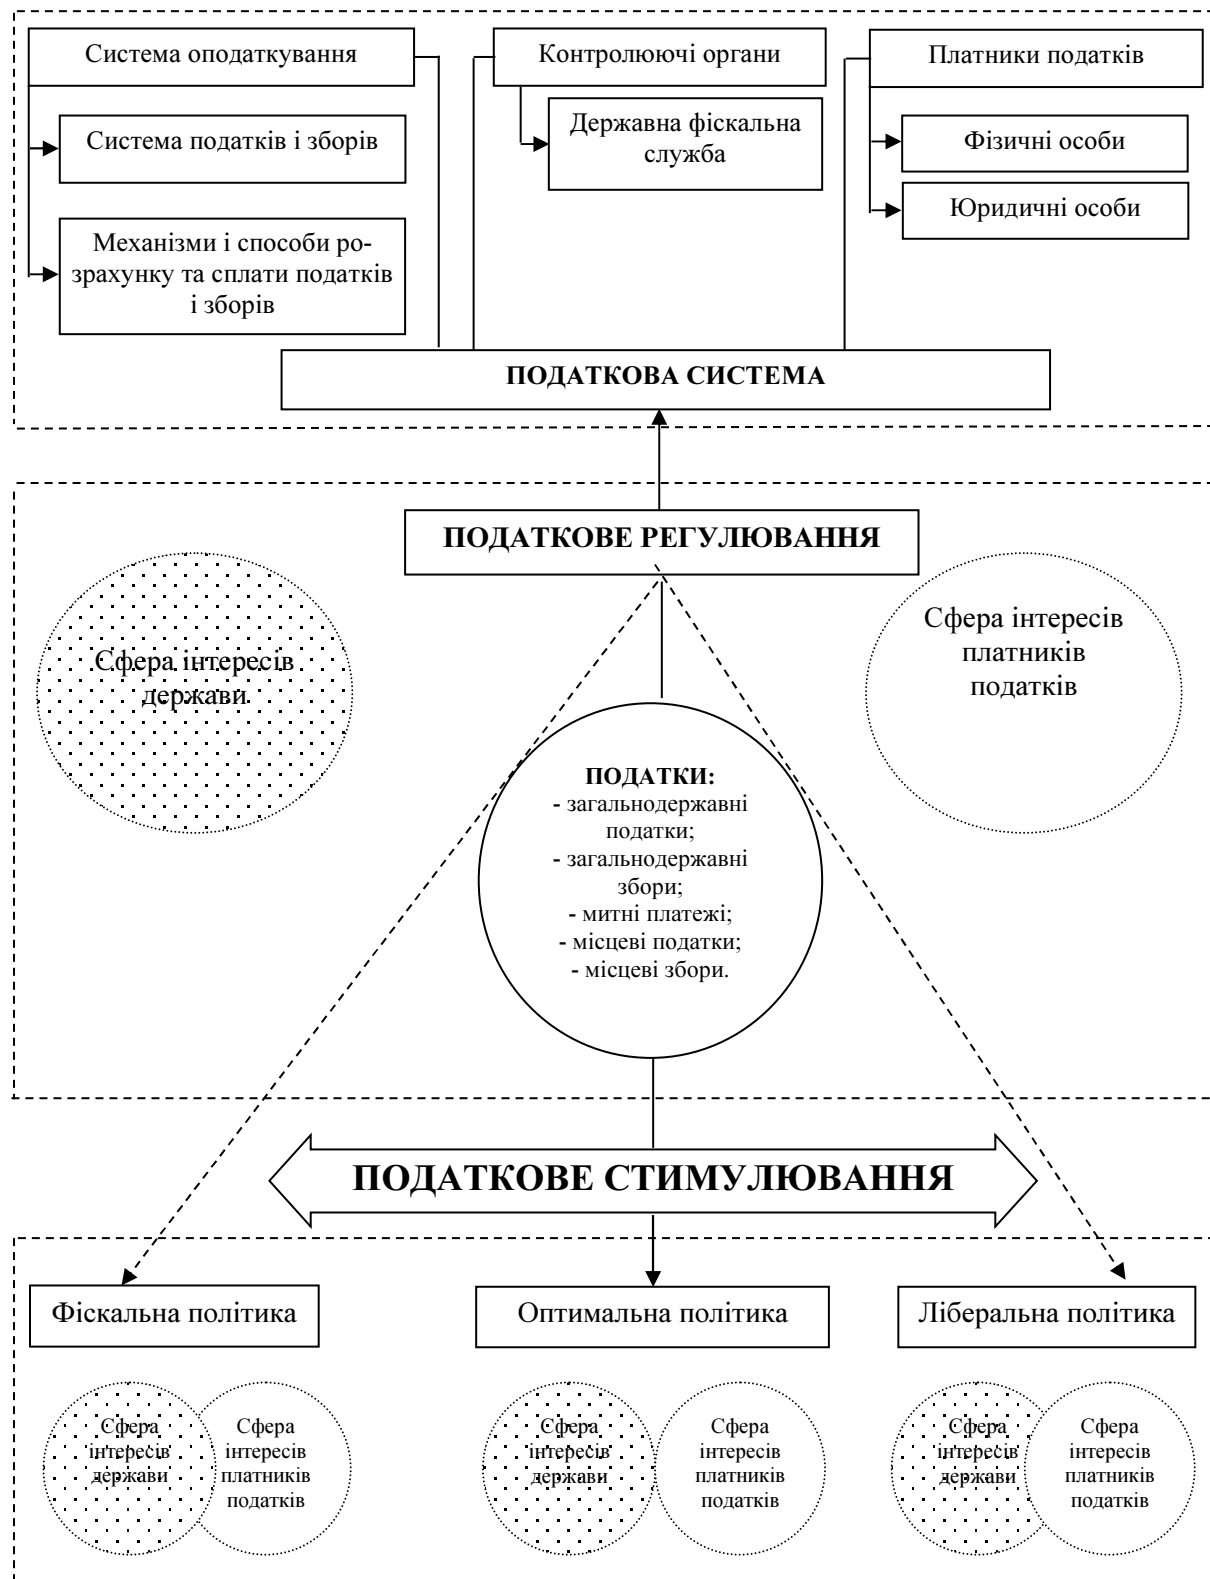 Система оподаткування
Контролюючі органи
Платники податків
Система податків і зборів
Державна фіскальна
служба
Фізичні особи
Юридичні особи
Механізми і способи ро-
зрахунку та сплати податків
і зборів
ПОДАТКОВА СИСТЕМА
ПОДАТКОВЕ РЕГУЛЮВАННЯ
Сфера інтересів
держави
Сфера інтересів
платників
податків
ПОДАТКИ:
- загальнодержавні
податки;
- загальнодержавні
збори;
- митні платежі;
- місцеві податки;
- місцеві збори.
ПОДАТКОВЕ СТИМУЛЮВАННЯ
Фіскальна політика
Оптимальна політика
Ліберальна політика
Сфера
інтересів
держави
Сфера
інтересів
платників
податків
Сфера
інтересів
держави
Сфера
інтересів
платників
податків
Сфера
інтересів
держави
Сфера
інтересів
платників
податків